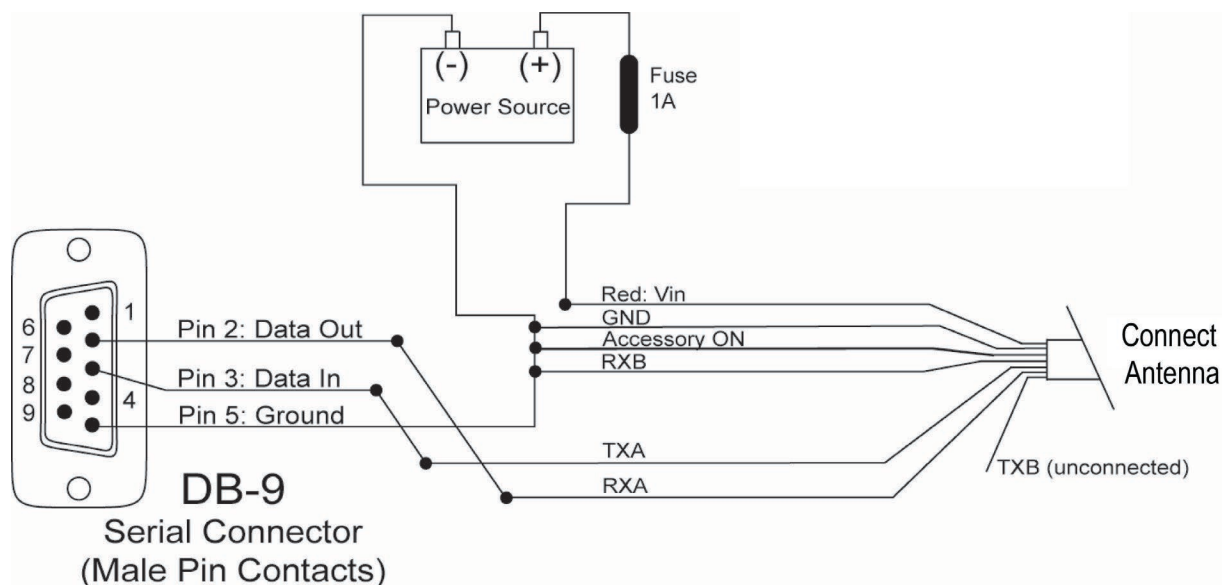 (-) (+)
Power Source
Fuse
1A
1
6
7
8
9
4
Pin 2: Data Out
Pin 3: Data In
Pin 5: Ground
Red: Vin
GND
Accessory ON
RXB
TXA
RXA
TXB (unconnected)
Connect
Antenna
DB-9
Serial Connector
(Male Pin Contacts)